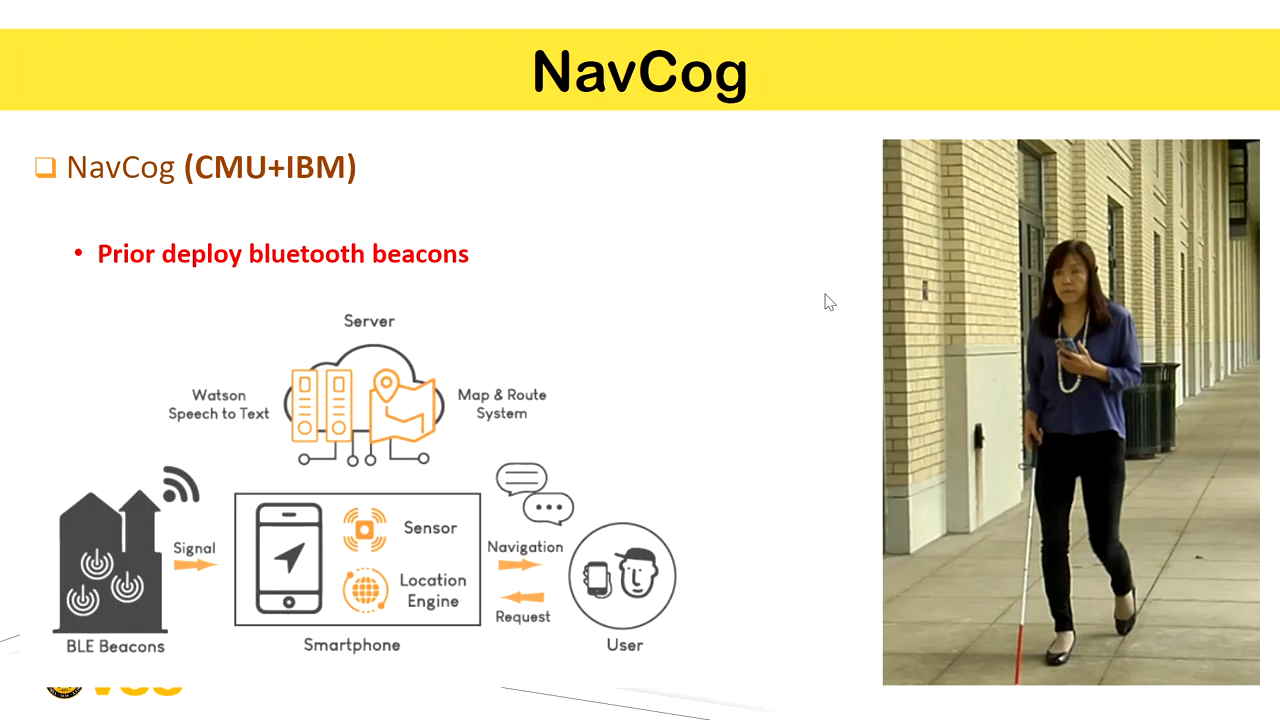 NavCog
NavCog (CMU+IBM)
• Prior deploy bluetooth beacons
Server
Watson
Speech to Text
Map & Route
System
Signal
Sensor
Location
Engine
Navigation
Request
BLE Beacons
Smartphone
User